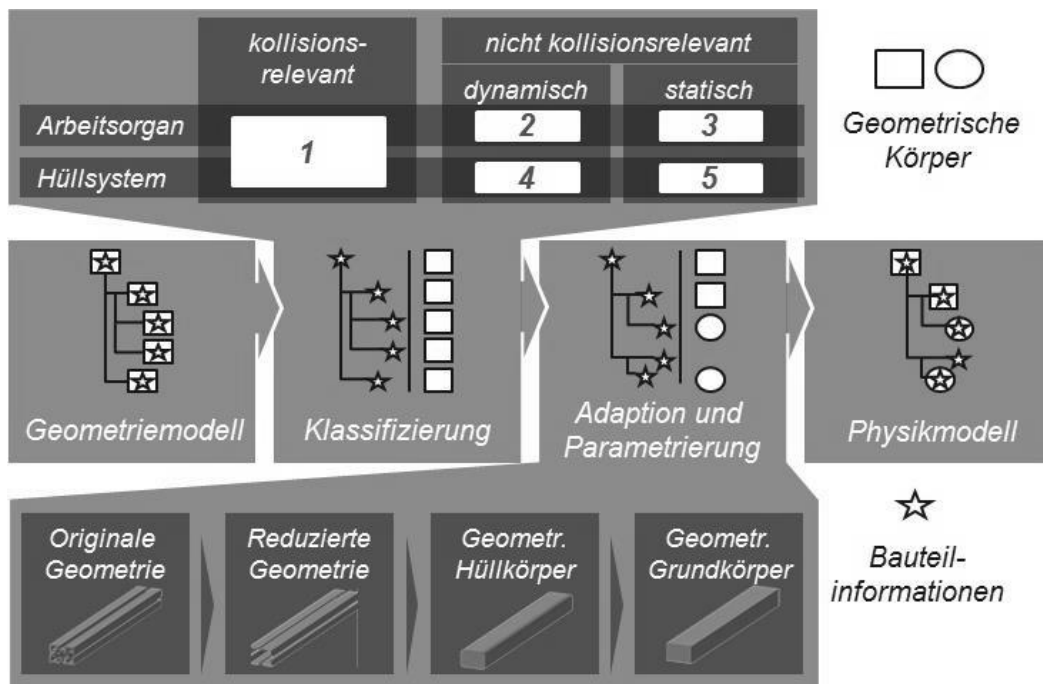 kollisions-
relevant
nicht kollisionsrelevant
dynamisch
statisch
Arbeitsorgan
1
2
3
Hüllsystem
4
5
Geometrische
Körper
Geometriemodell
Klassifizierung
Adaption und
Parametrierung
Physikmodell
Originale
Geometrie
Reduzierte
Geometrie
Geometr.
Hüllkörper
Geometr.
Grundkörper
Bauteil-
informationen